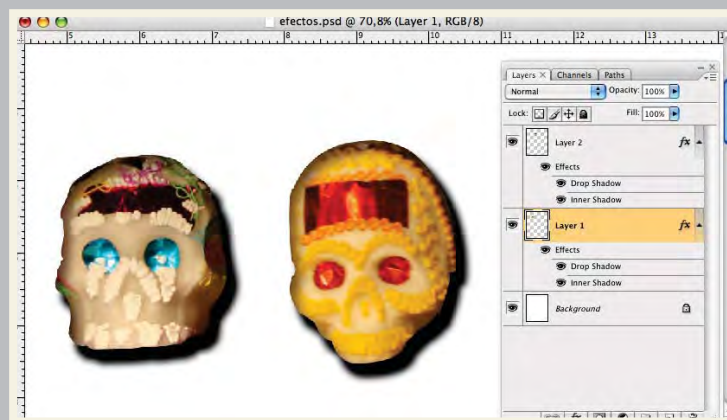 efectos.psd @ 70,8% (Layer 1, RGB/8)
5 6 7 8 9 10 11 12 13
Layers × Channels Paths
Normal Opacity: 100%
Lock: Fill: 100%
Layer 2 fx
Effects
Drop Shadow
Inner Shadow
Layer 1 fx
Effects
Drop Shadow
Inner Shadow
Background
fx